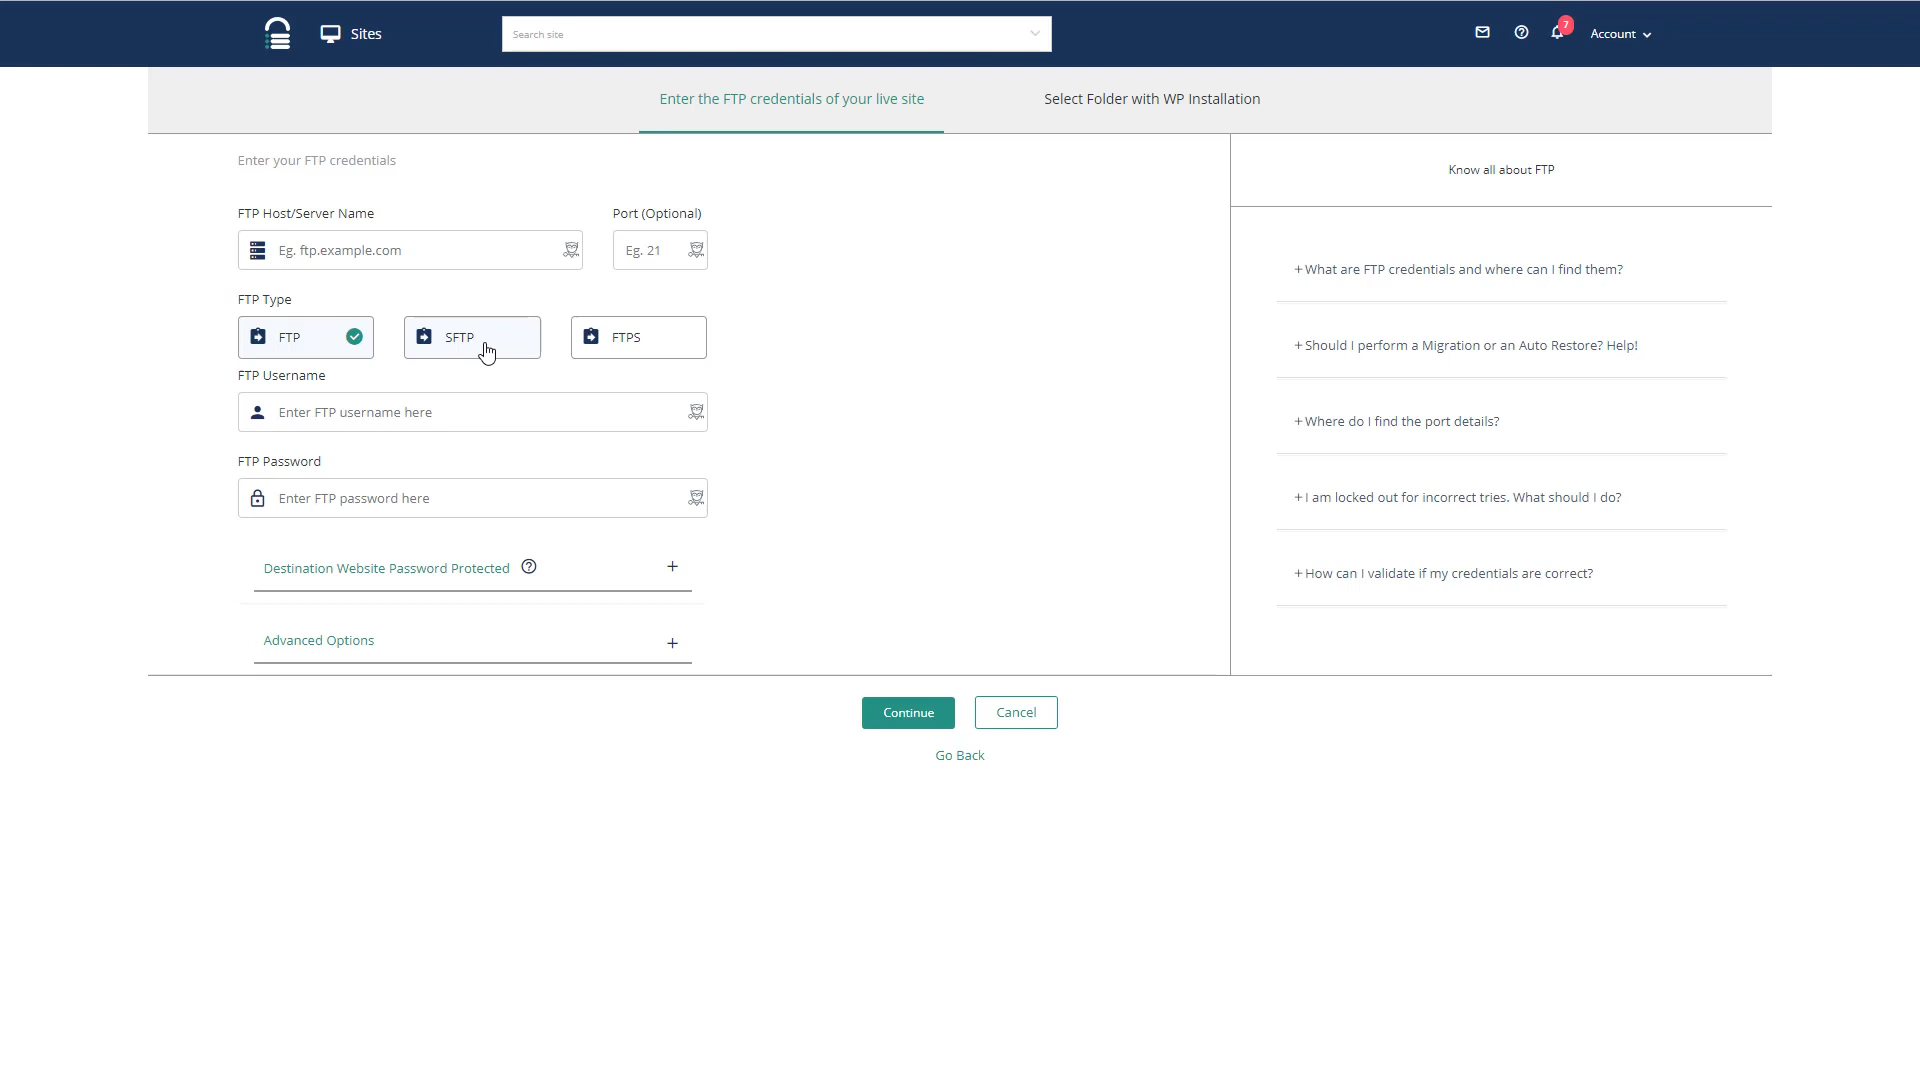 Sites
Search site
7
Account
Enter the FTP credentials of your live site
Select Folder with WP Installation
Enter your FTP credentials
Know all about FTP
FTP Host/Server Name
Port (Optional)
Eg. ftp.example.com
Eg. 21
FTP Type
FTP
SFTP
FTPS
FTP Username
Enter FTP username here
FTP Password
Enter FTP password here
Destination Website Password Protected
+
Advanced Options
+
+What are FTP credentials and where can I find them?
+Should I perform a Migration or an Auto Restore? Help!
+Where do I find the port details?
+I am locked out for incorrect tries. What should I do?
+How can I validate if my credentials are correct?
Continue
Cancel
Go Back